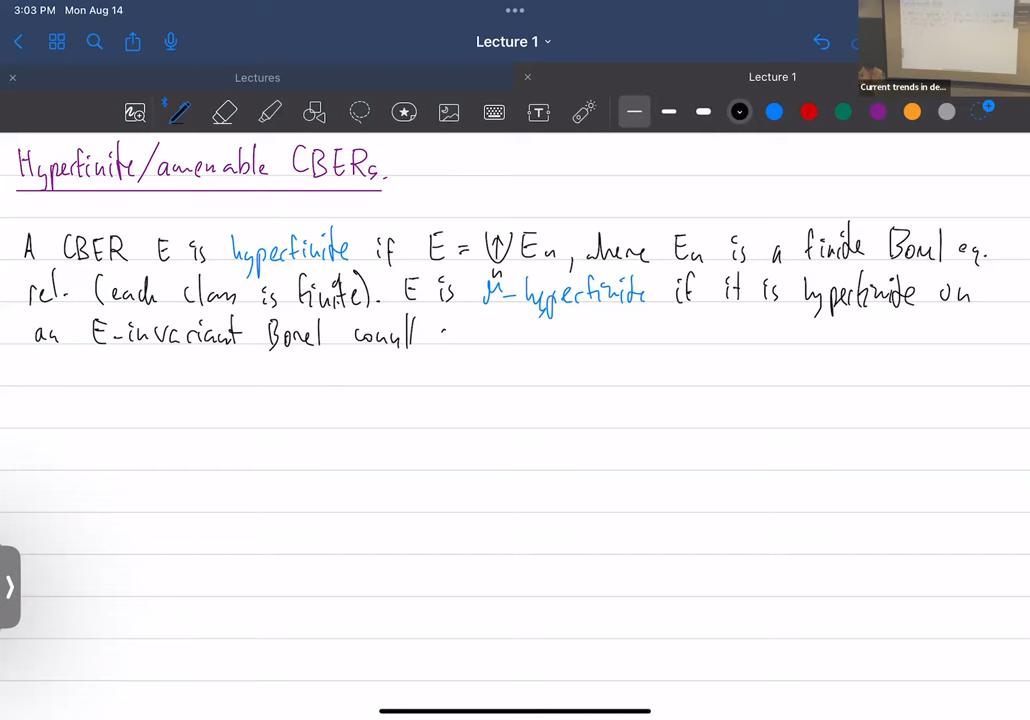 3:03 PM Mon Aug 14
Lecture 1
Lectures
Lecture 1
Current trends in de...
Hyperfinite/amenable CBERs.
A CBER E is hyperfinite if E = ⋃↑ₙ Eₙ, where Eₙ is a finite Borel eq.
rel. (each class is finite). E is μ-hyperfinite if it is hyperfinite on
an E-invariant Borel conull